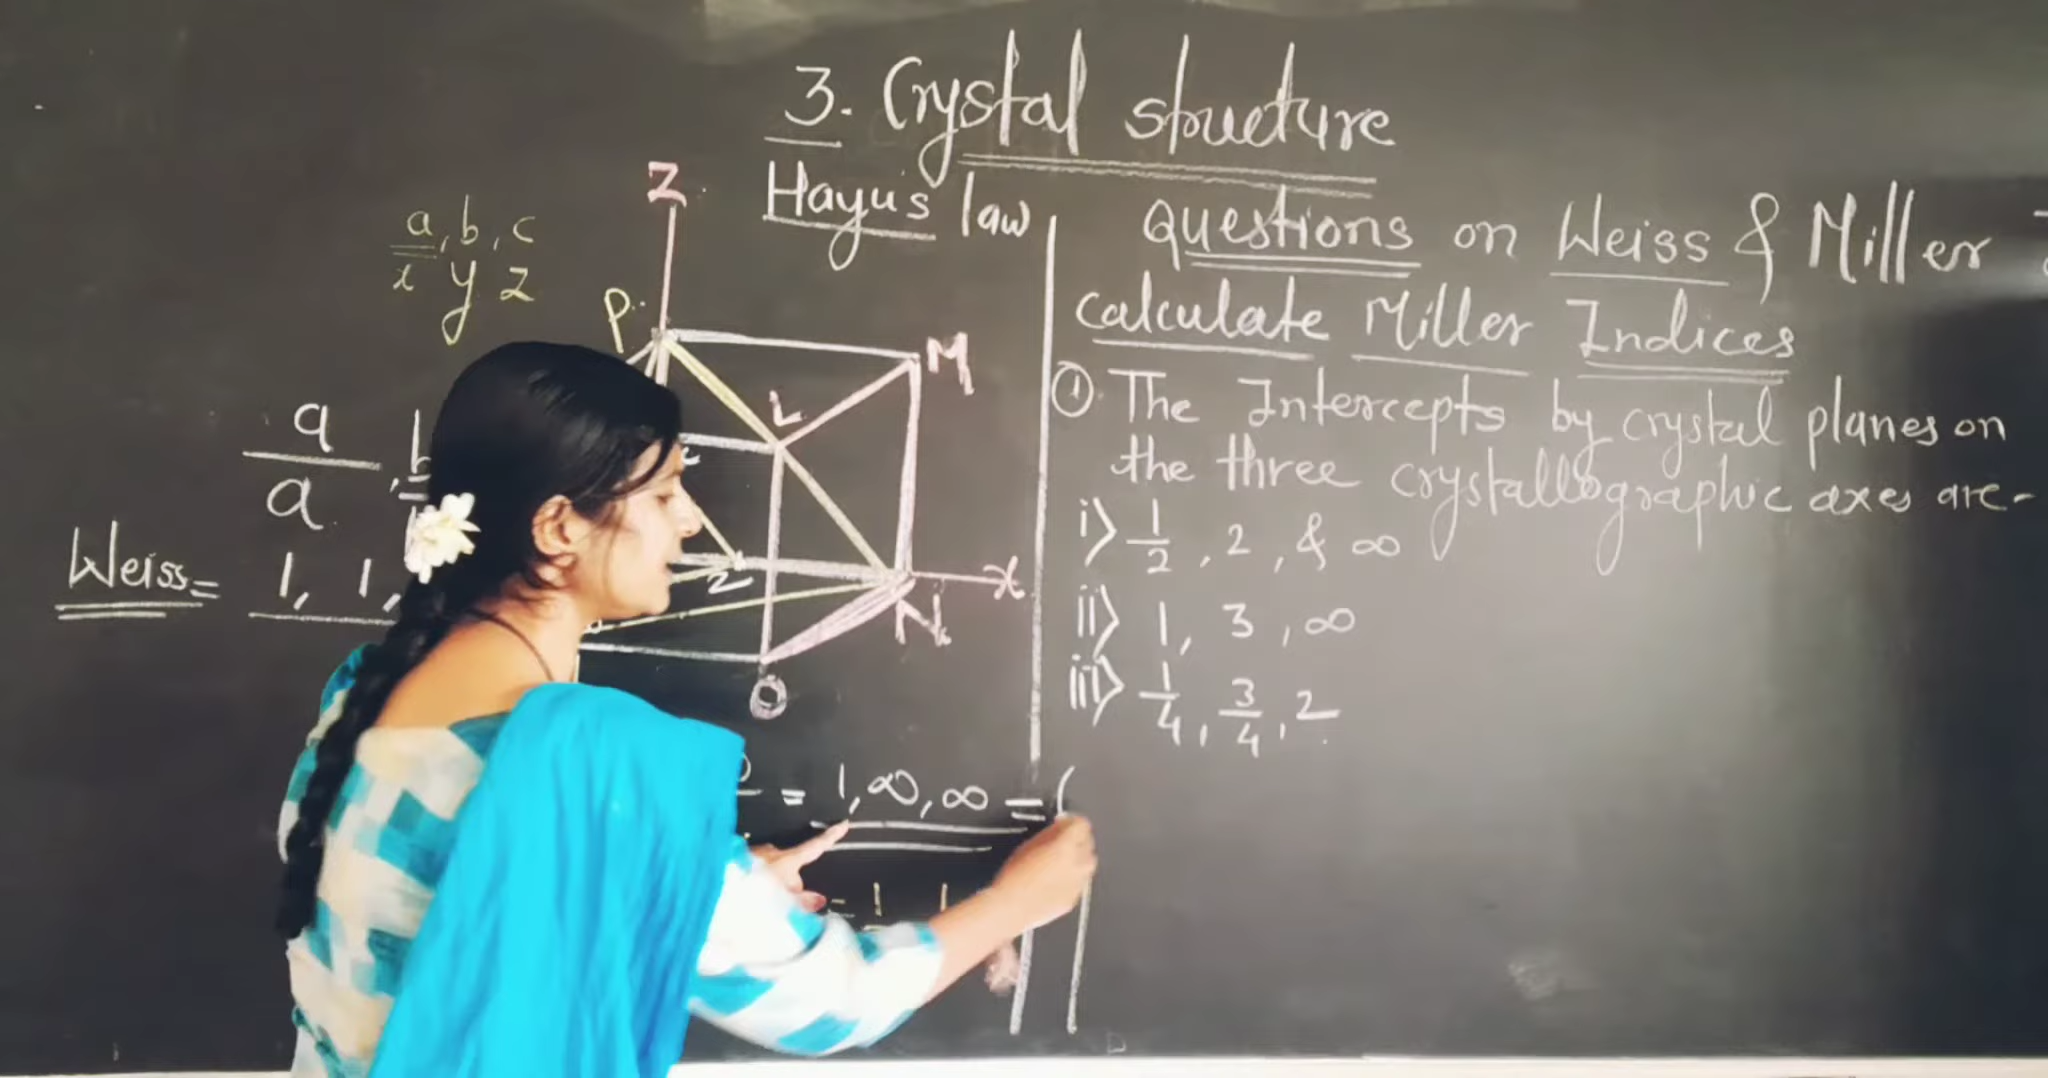 3. Crystal structure
Hayu's law
Z
a, b, c
x y z
P
M
L
a
a
Weiss = 1, 1,
x
N
O
= 1, ∞, ∞ = (
= 1 1
Questions on Weiss & Miller
calculate Miller Indices
① The Intercepts by crystal planes on
the three crystallographic axes are-
i) 1/2, 2, & ∞
ii) 1, 3, ∞
iii) 1/4, 3/4, 2